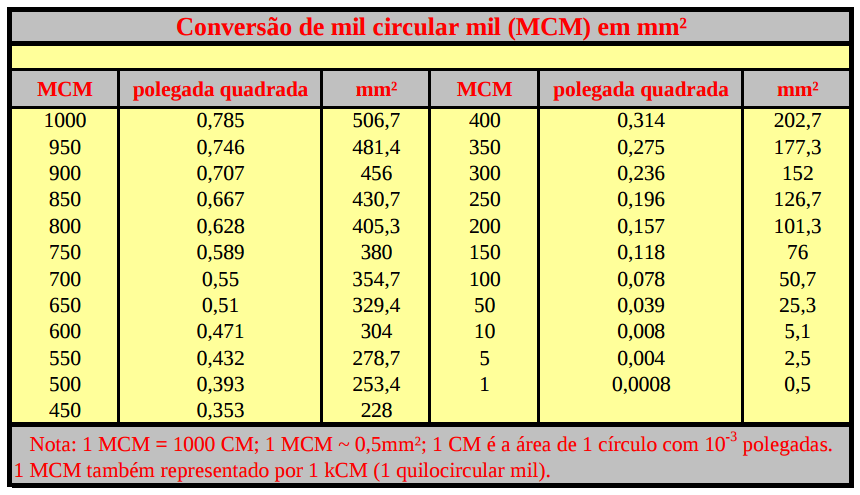 Conversão de mil circular mil (MCM) em mm²
MCM polegada quadrada mm² MCM polegada quadrada mm²
1000 0,785 506,7 400 0,314 202,7
950 0,746 481,4 350 0,275 177,3
900 0,707 456 300 0,236 152
850 0,667 430,7 250 0,196 126,7
800 0,628 405,3 200 0,157 101,3
750 0,589 380 150 0,118 76
700 0,55 354,7 100 0,078 50,7
650 0,51 329,4 50 0,039 25,3
600 0,471 304 10 0,008 5,1
550 0,432 278,7 5 0,004 2,5
500 0,393 253,4 1 0,0008 0,5
450 0,353 228
Nota: 1 MCM = 1000 CM; 1 MCM ~ 0,5mm²; 1 CM é a área de 1 círculo com 10⁻³ polegadas.
1 MCM também representado por 1 kCM (1 quilocircular mil).